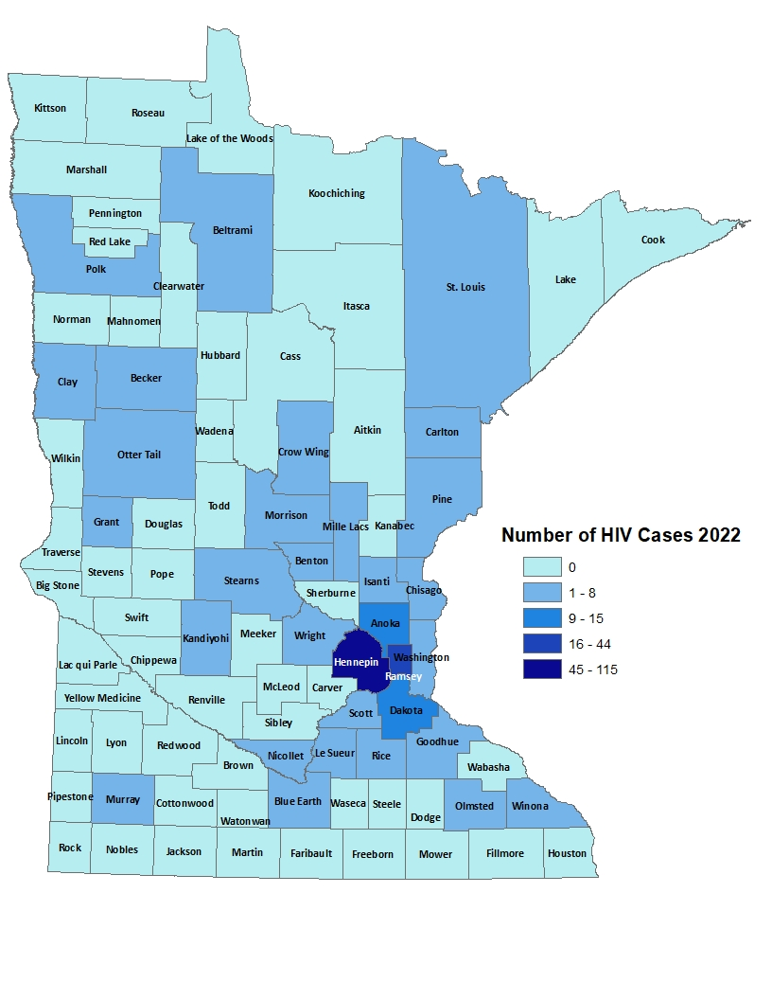 Kittson
Roseau
Lake of the Woods
Marshall
Koochiching
Pennington
Beltrami
Red Lake
Cook
Polk
Clearwater
St. Louis
Lake
Itasca
Norman
Mahnomen
Hubbard
Cass
Clay
Becker
Wadena
Aitkin
Carlton
Wilkin
Otter Tail
Crow Wing
Pine
Todd
Morrison
Grant
Douglas
Mille Lacs
Kanabec
Number of HIV Cases 2022
0
1 - 8
9 - 15
16 - 44
45 - 115
Traverse
Stevens
Pope
Benton
Big Stone
Stearns
Isanti
Chisago
Sherburne
Swift
Anoka
Kandiyohi
Meeker
Wright
Washington
Hennepin
Ramsey
Lac qui Parle
Chippewa
McLeod
Carver
Yellow Medicine
Renville
Scott
Dakota
Sibley
Lincoln
Lyon
Redwood
Goodhue
Nicollet
Le Sueur
Rice
Brown
Wabasha
Pipestone
Murray
Cottonwood
Blue Earth
Waseca
Steele
Olmsted
Winona
Watonwan
Dodge
Rock
Nobles
Jackson
Martin
Faribault
Freeborn
Mower
Fillmore
Houston